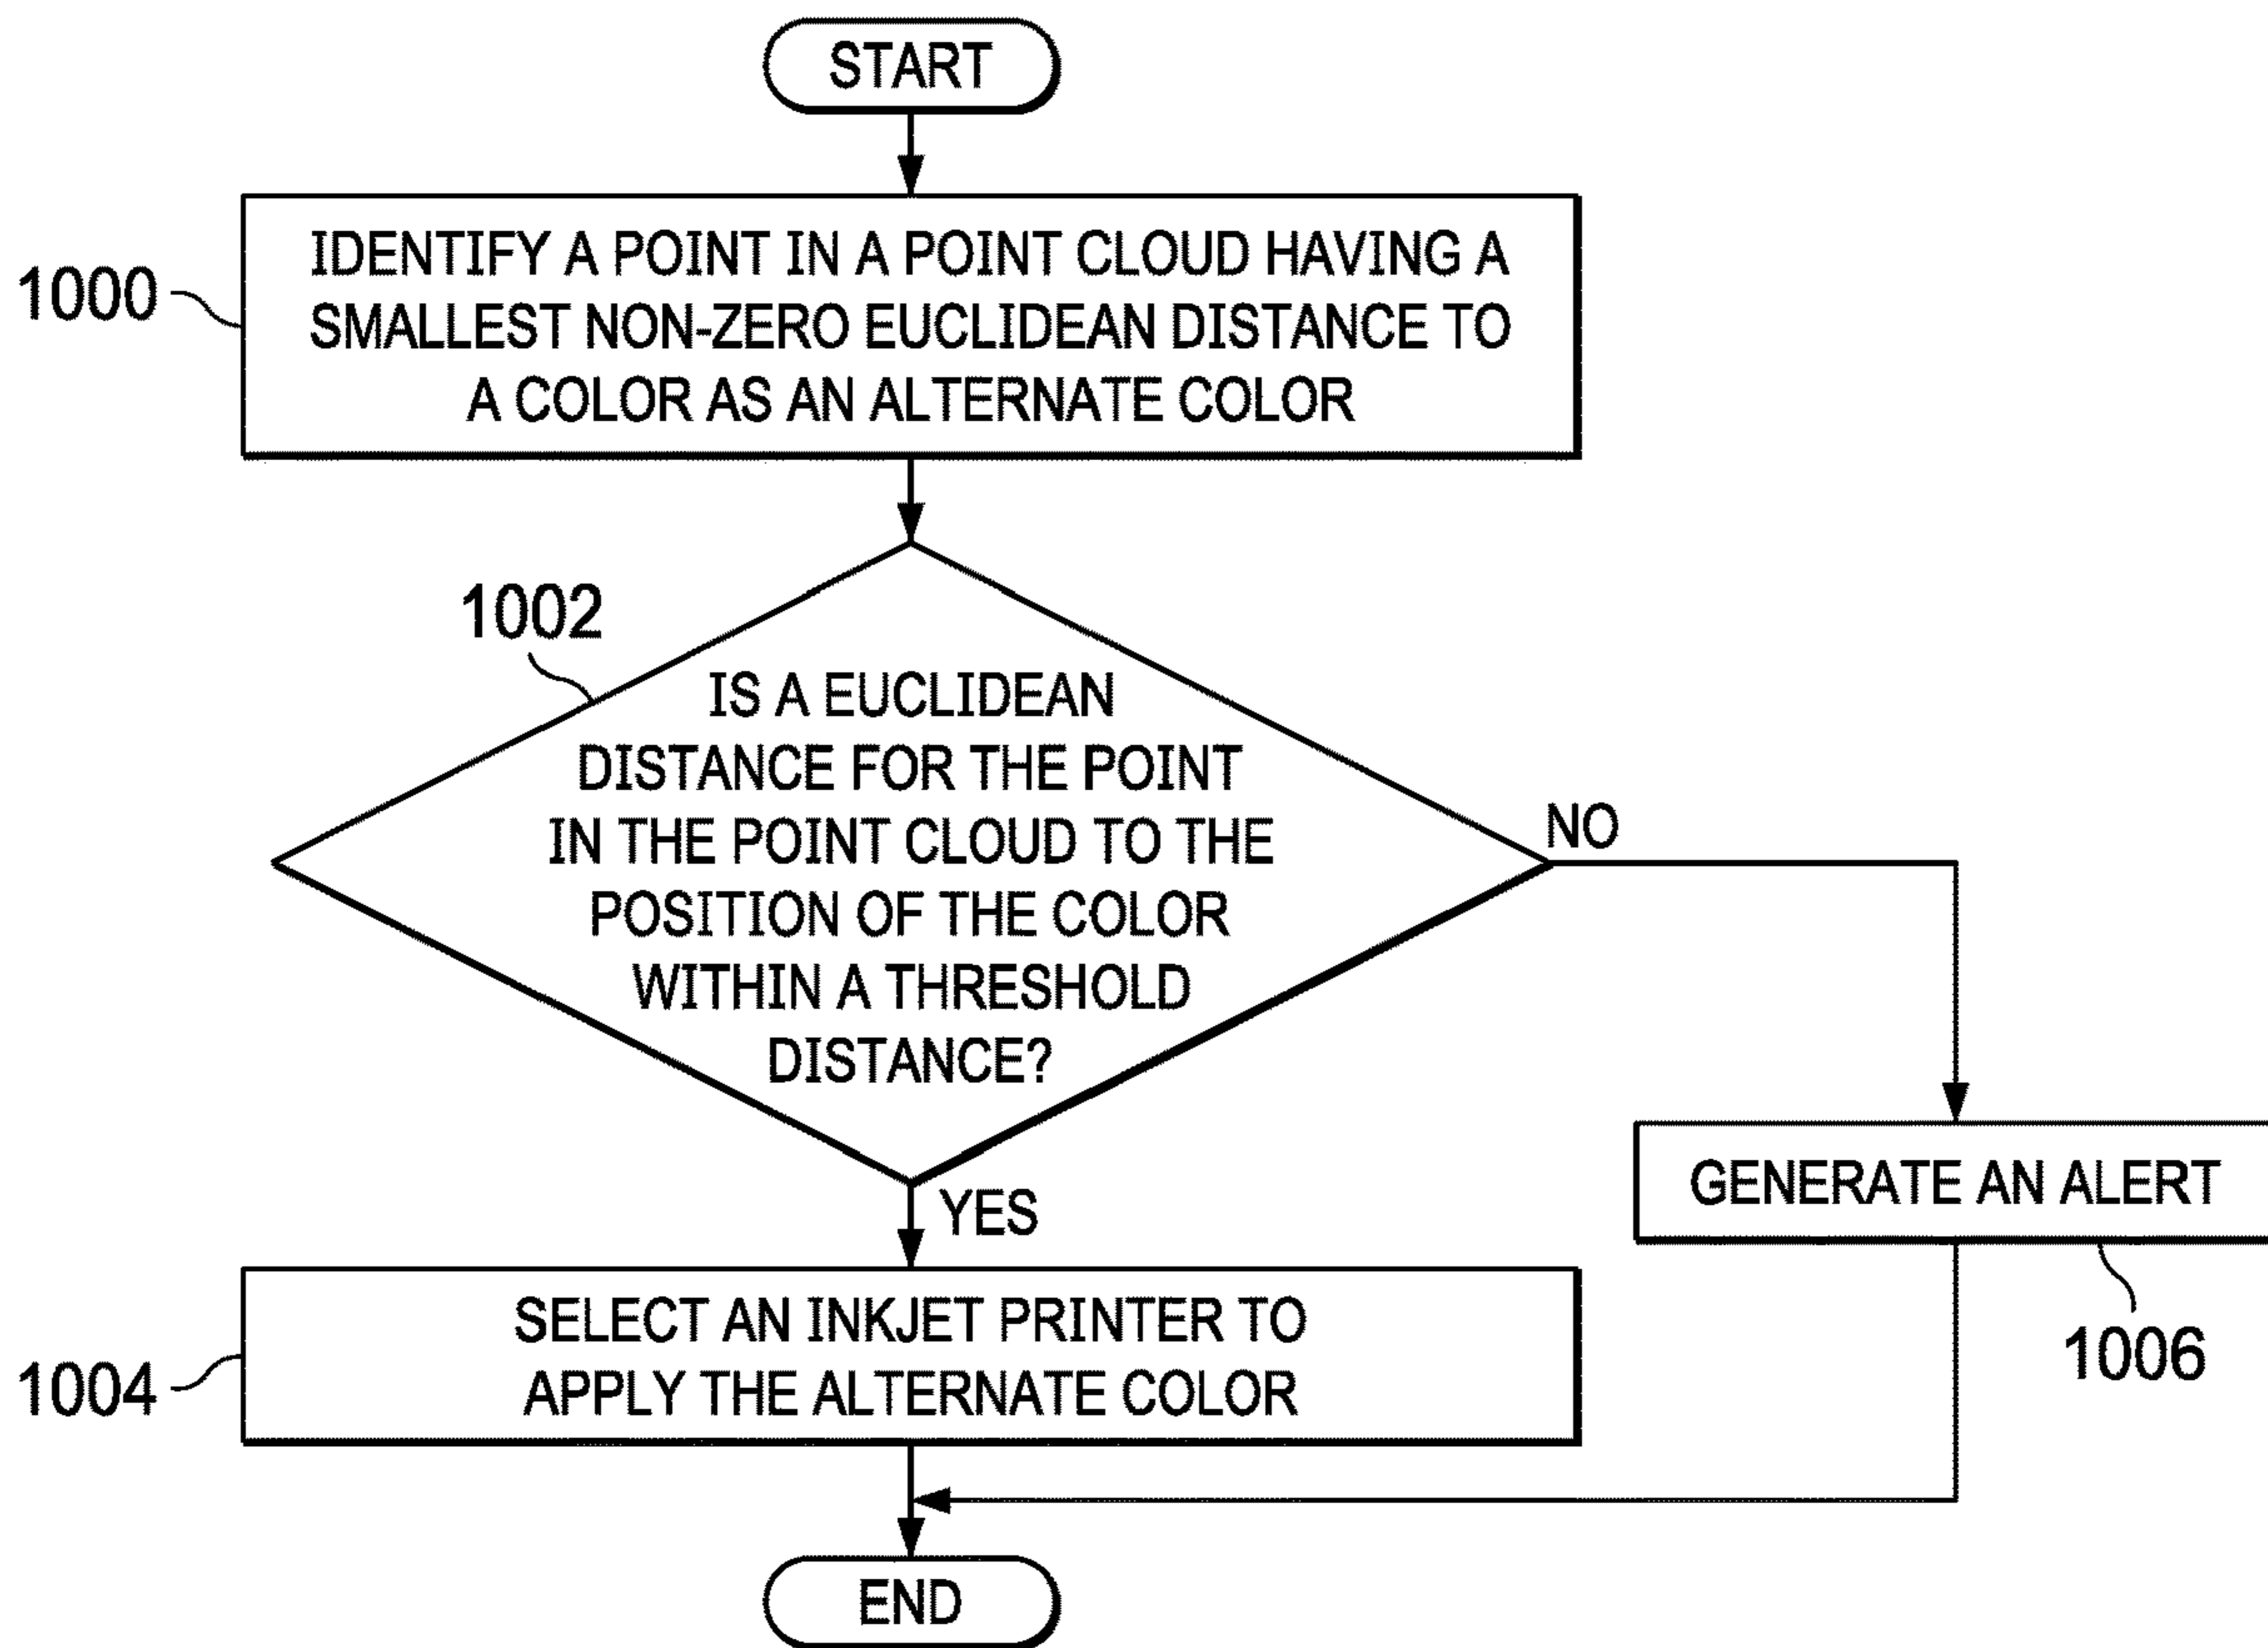 START
1000
IDENTIFY A POINT IN A POINT CLOUD HAVING A
SMALLEST NON-ZERO EUCLIDEAN DISTANCE TO
A COLOR AS AN ALTERNATE COLOR
1002
IS A EUCLIDEAN
DISTANCE FOR THE POINT
IN THE POINT CLOUD TO THE
POSITION OF THE COLOR
WITHIN A THRESHOLD
DISTANCE?
NO
YES
GENERATE AN ALERT
1006
1004
SELECT AN INKJET PRINTER TO
APPLY THE ALTERNATE COLOR
END